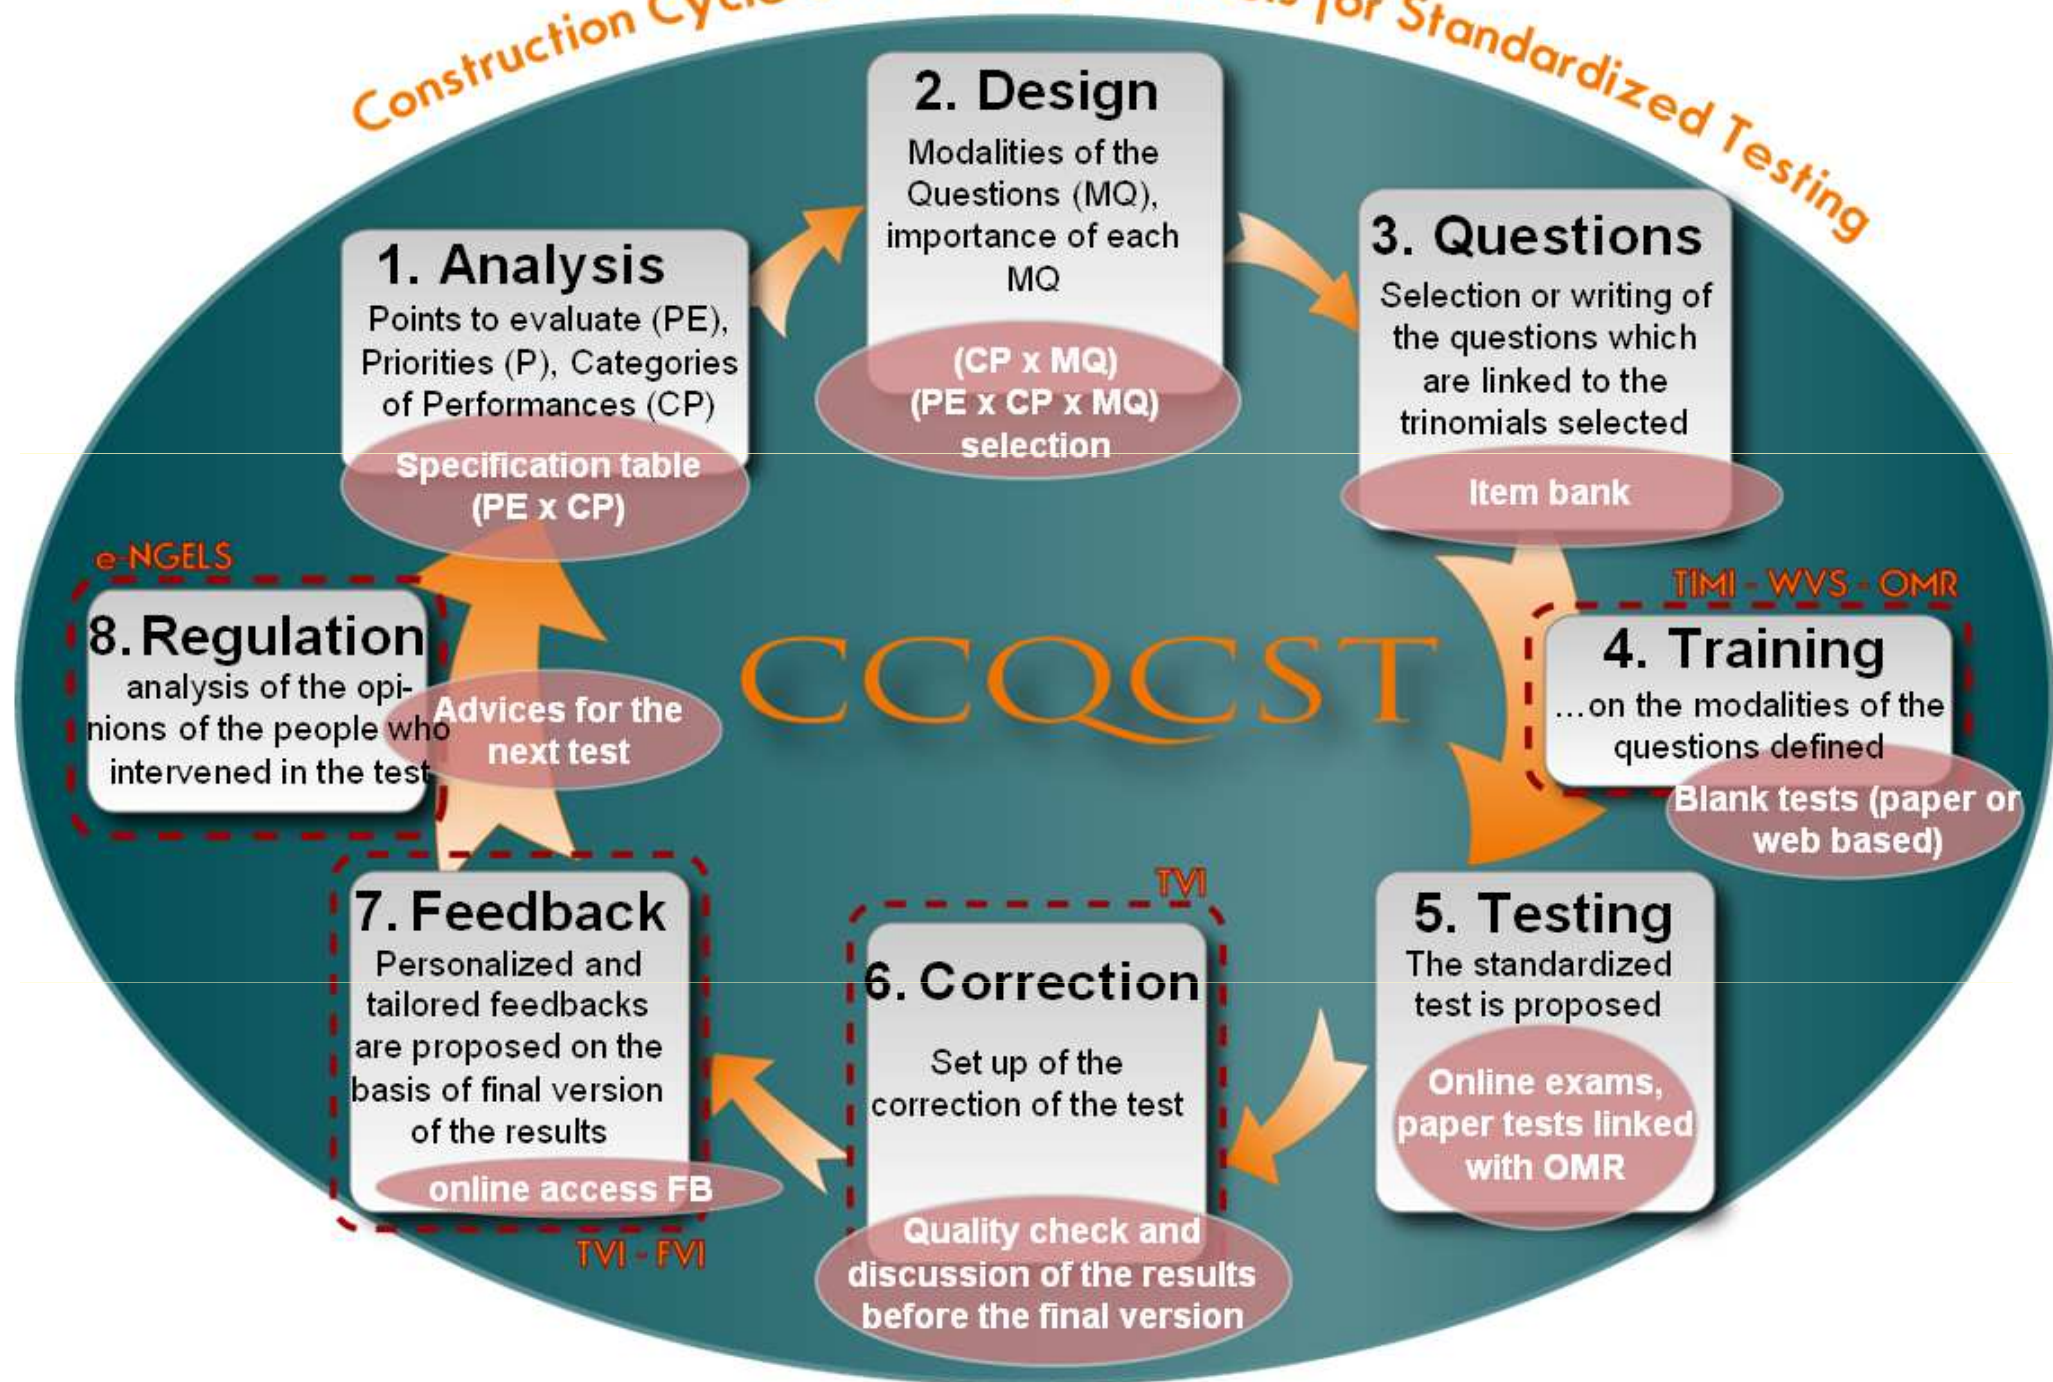 Construction Cycle
for Standardized Testing
2. Design
Modalities of the
Questions (MQ),
importance of each
MQ
(CP x MQ)
(PE x CP x MQ)
selection
1. Analysis
Points to evaluate (PE),
Priorities (P), Categories
of Performances (CP)
Specification table
(PE x CP)
3. Questions
Selection or writing of
the questions which
are linked to the
trinomials selected
Item bank
e-NGELS
8. Regulation
analysis of the opi-
nions of the people who
intervened in the test
Advices for the
next test
CCQCST
TIMI - WVS - OMR
4. Training
...on the modalities of the
questions defined
Blank tests (paper or
web based)
5. Testing
The standardized
test is proposed
Online exams,
paper tests linked
with OMR
TVI
6. Correction
Set up of the
correction of the test
Quality check and
discussion of the results
before the final version
7. Feedback
Personalized and
tailored feedbacks
are proposed on the
basis of final version
of the results
online access FB
TVI - FVI